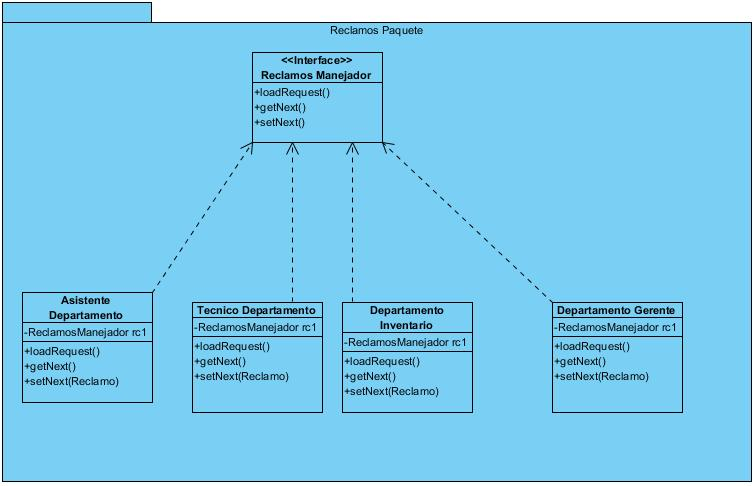 Reclamos Paquete
<<Interface>>
Reclamos Manejador
+loadRequest()
+getNext()
+setNext()
Asistente
Departamento
-ReclamosManejador rc1
+loadRequest()
+getNext()
+setNext(Reclamo)
Tecnico Departamento
-ReclamosManejador rc1
+loadRequest()
+getNext()
+setNext(Reclamo)
Departamento
Inventario
-ReclamosManejador rc1
+loadRequest()
+getNext()
+setNext(Reclamo)
Departamento Gerente
-ReclamosManejador rc1
+loadRequest()
+getNext()
+setNext(Reclamo)